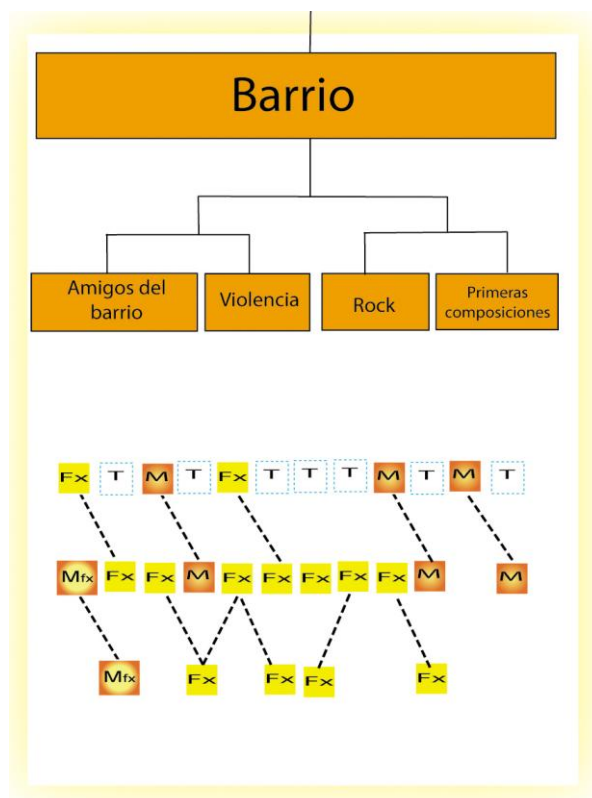 Barrio
Amigos del
barrio
Violencia
Rock
Primeras
composiciones
Fx T M T Fx T T T M T M T
Mfx Fx Fx M Fx Fx Fx Fx Fx M M
Mfx Fx Fx Fx Fx